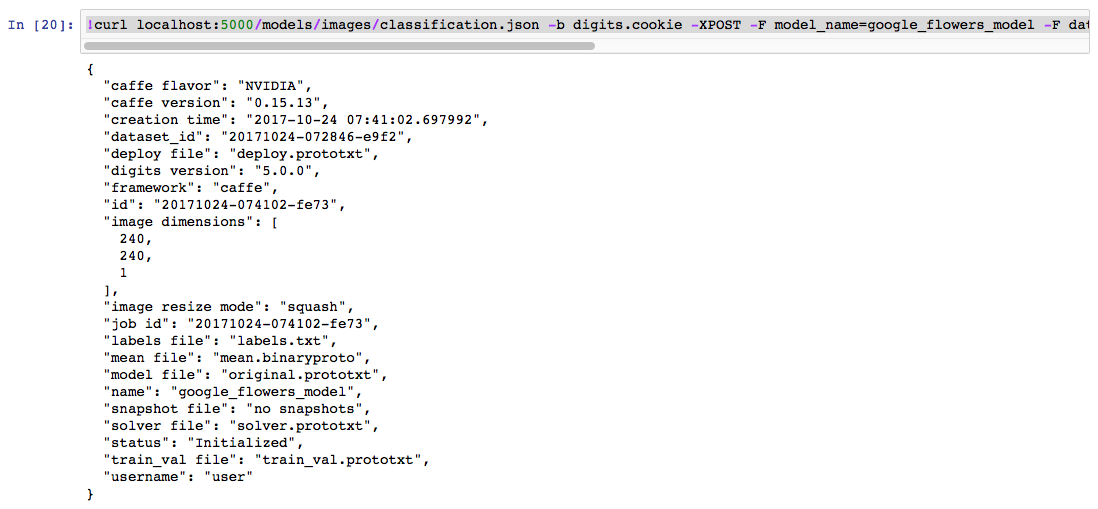 In [20]: !curl localhost:5000/models/images/classification.json -b digits.cookie -XPOST -F model_name=google_flowers_model -F dat
{
"caffe flavor": "NVIDIA",
"caffe version": "0.15.13",
"creation time": "2017-10-24 07:41:02.697992",
"dataset_id": "20171024-072846-e9f2",
"deploy file": "deploy.prototxt",
"digits version": "5.0.0",
"framework": "caffe",
"id": "20171024-074102-fe73",
"image dimensions": [
240,
240,
1
],
"image resize mode": "squash",
"job id": "20171024-074102-fe73",
"labels file": "labels.txt",
"mean file": "mean.binaryproto",
"model file": "original.prototxt",
"name": "google_flowers_model",
"snapshot file": "no snapshots",
"solver file": "solver.prototxt",
"status": "Initialized",
"train_val file": "train_val.prototxt",
"username": "user"
}